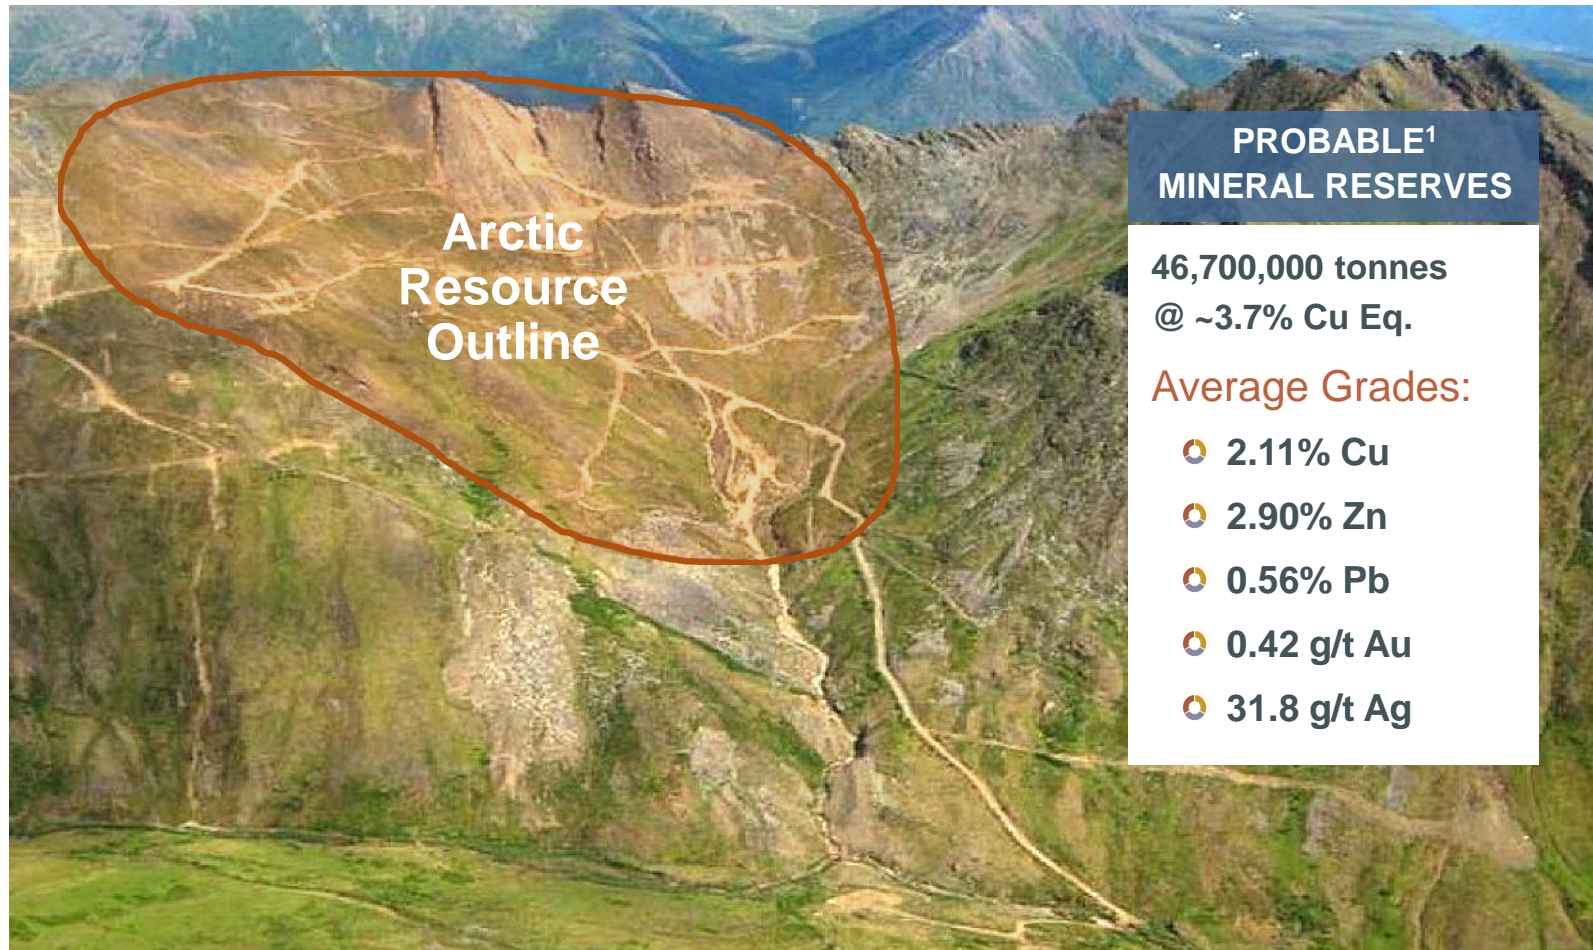 Arctic
Resource
Outline
PROBABLE¹
MINERAL RESERVES
46,700,000 tonnes
@ ~3.7% Cu Eq.
Average Grades:
2.11% Cu
2.90% Zn
0.56% Pb
0.42 g/t Au
31.8 g/t Ag